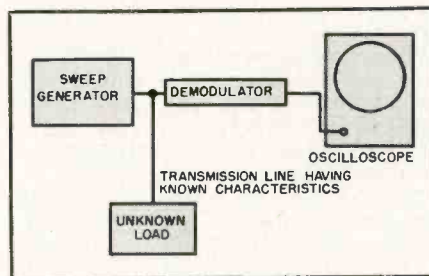 SWEEP
GENERATOR
DEMODULATOR
OSCILLOSCOPE
TRANSMISSION LINE HAVING
KNOWN CHARACTERISTICS
UNKNOWN
LOAD